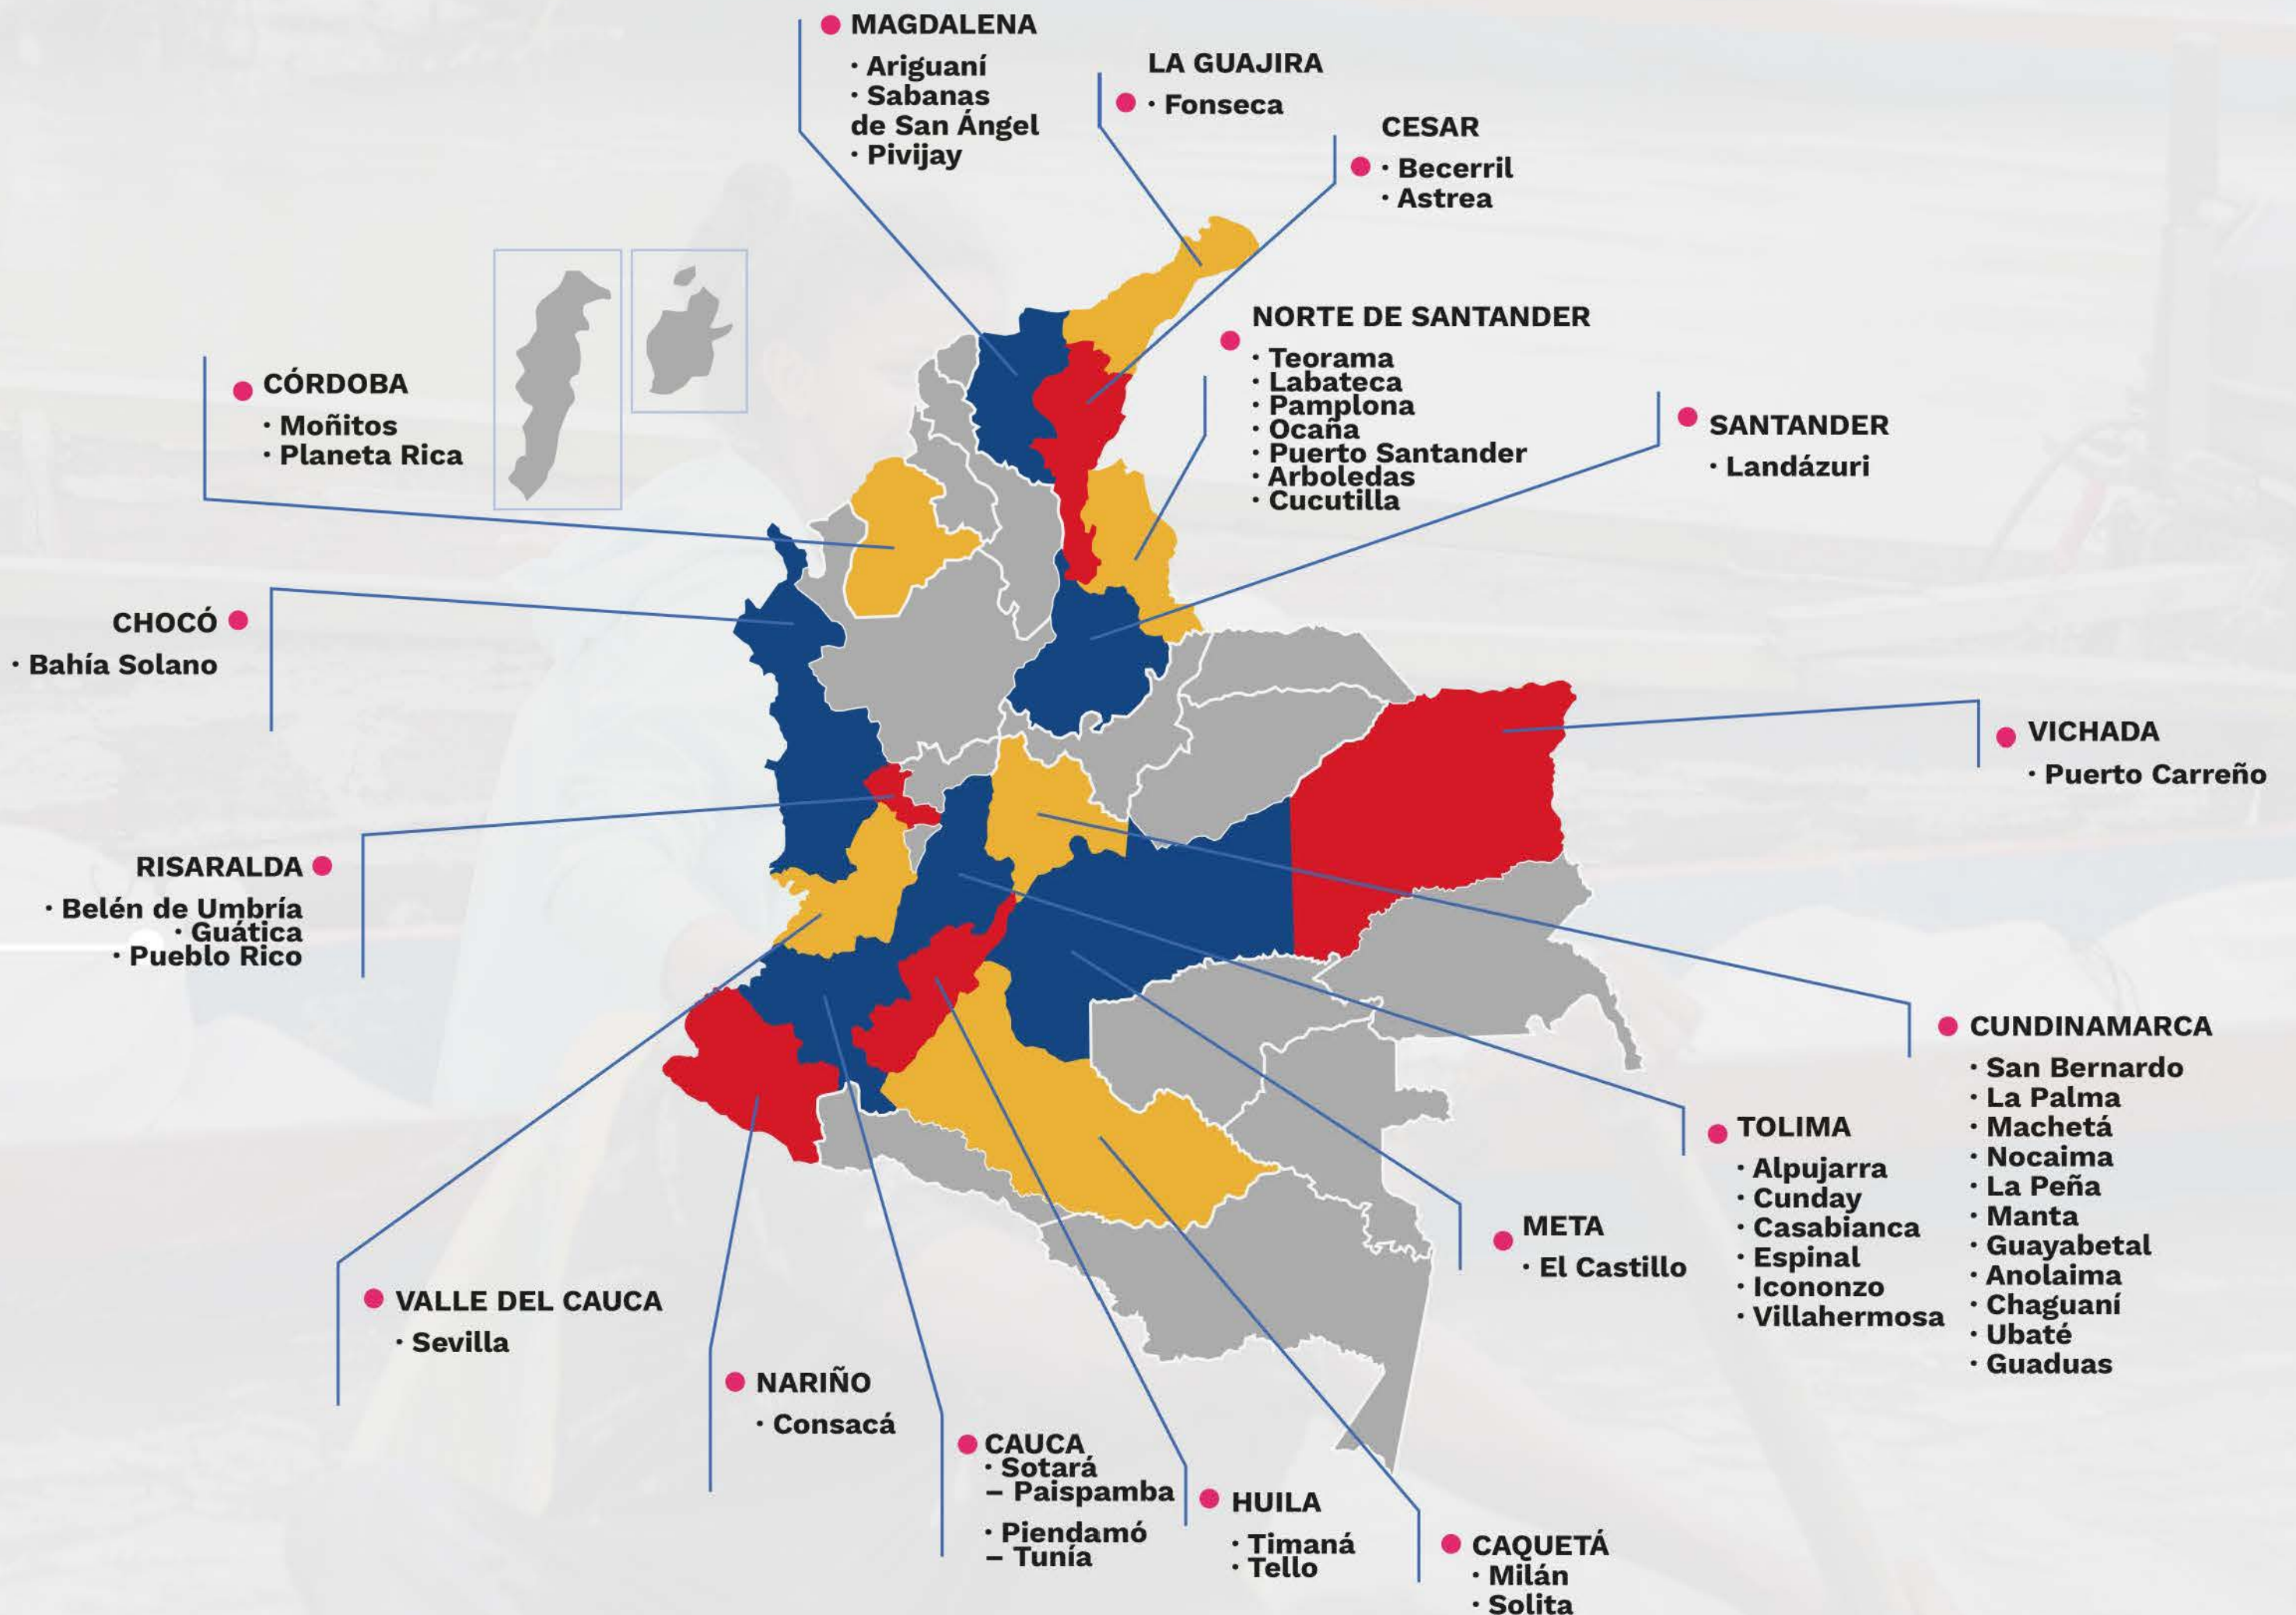 MAGDALENA
· Ariguaní
· Sabanas
de San Ángel
· Pivijay
LA GUAJIRA
· Fonseca
CESAR
· Becerril
· Astrea
NORTE DE SANTANDER
· Teorama
· Labateca
· Pamplona
· Ocaña
· Puerto Santander
· Arboledas
· Cucutilla
SANTANDER
· Landázuri
CÓRDOBA
· Moñitos
· Planeta Rica
CHOCÓ
· Bahía Solano
VICHADA
· Puerto Carreño
RISARALDA
· Belén de Umbría
· Guática
· Pueblo Rico
CUNDINAMARCA
· San Bernardo
· La Palma
· Machetá
· Nocaima
· La Peña
· Manta
· Guayabetal
· Anolaima
· Chaguaní
· Ubaté
· Guaduas
TOLIMA
· Alpujarra
· Cunday
· Casabianca
· Espinal
· Icononzo
· Villahermosa
META
· El Castillo
VALLE DEL CAUCA
· Sevilla
NARIÑO
· Consacá
CAUCA
· Sotará
– Paispamba
· Piendamó
– Tunía
HUILA
· Timaná
· Tello
CAQUETÁ
· Milán
· Solita